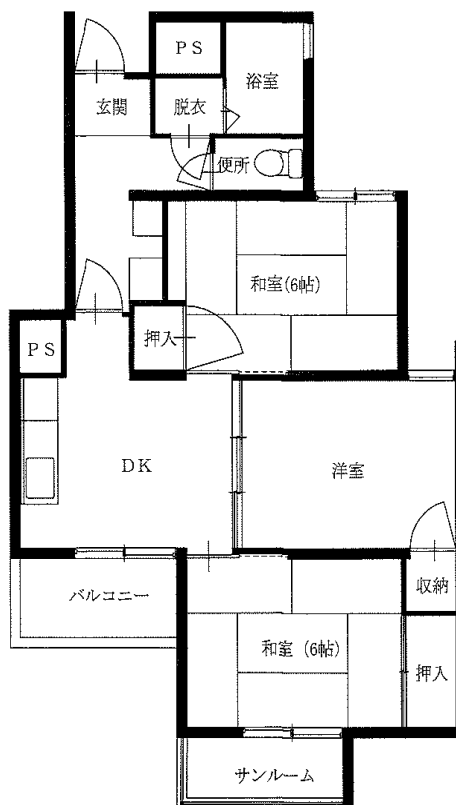 PS
浴室
玄関
脱衣
便所
和室(6帖)
押入
PS
DK
洋室
収納
バルコニー
和室(6帖)
押入
サンルーム